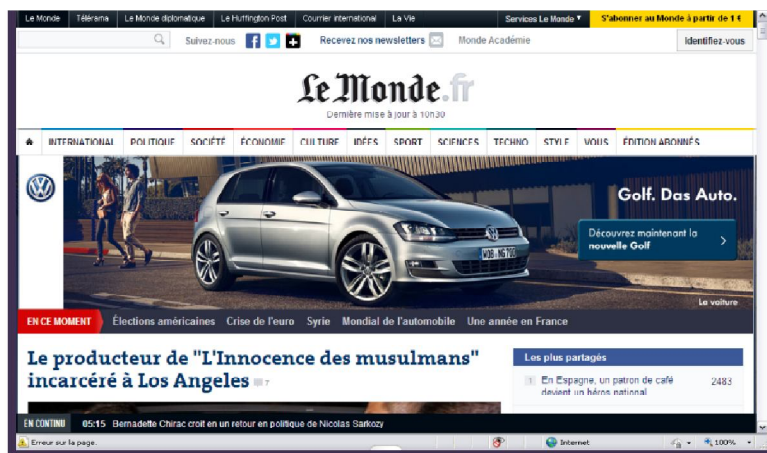 Le Monde Télérama Le Monde diplomatique Le Huffington Post Courrier international La Vie Services Le Monde S'abonner au Monde à partir de 1 €
Suivez-nous Recevez nos newsletters Monde Académie Identifiez-vous
Le Monde.fr
Dernière mise à jour à 10h30
INTERNATIONAL POLITIQUE SOCIÉTÉ ÉCONOMIE CULTURE IDÉES SPORT SCIENCES TECHNO STYLE VOUS ÉDITION ABONNÉS
Golf. Das Auto.
Découvrez maintenant la
nouvelle Golf
WOB·NG 700
La voiture
EN CE MOMENT Élections américaines Crise de l'euro Syrie Mondial de l'automobile Une année en France
Le producteur de "L'Innocence des musulmans"
incarcéré à Los Angeles 7
Les plus partagés
1 En Espagne, un patron de café 2483
devient un héros national
EN CONTINU 05:15 Bernadette Chirac croit en un retour en politique de Nicolas Sarkozy
Erreur sur la page. Internet 100%